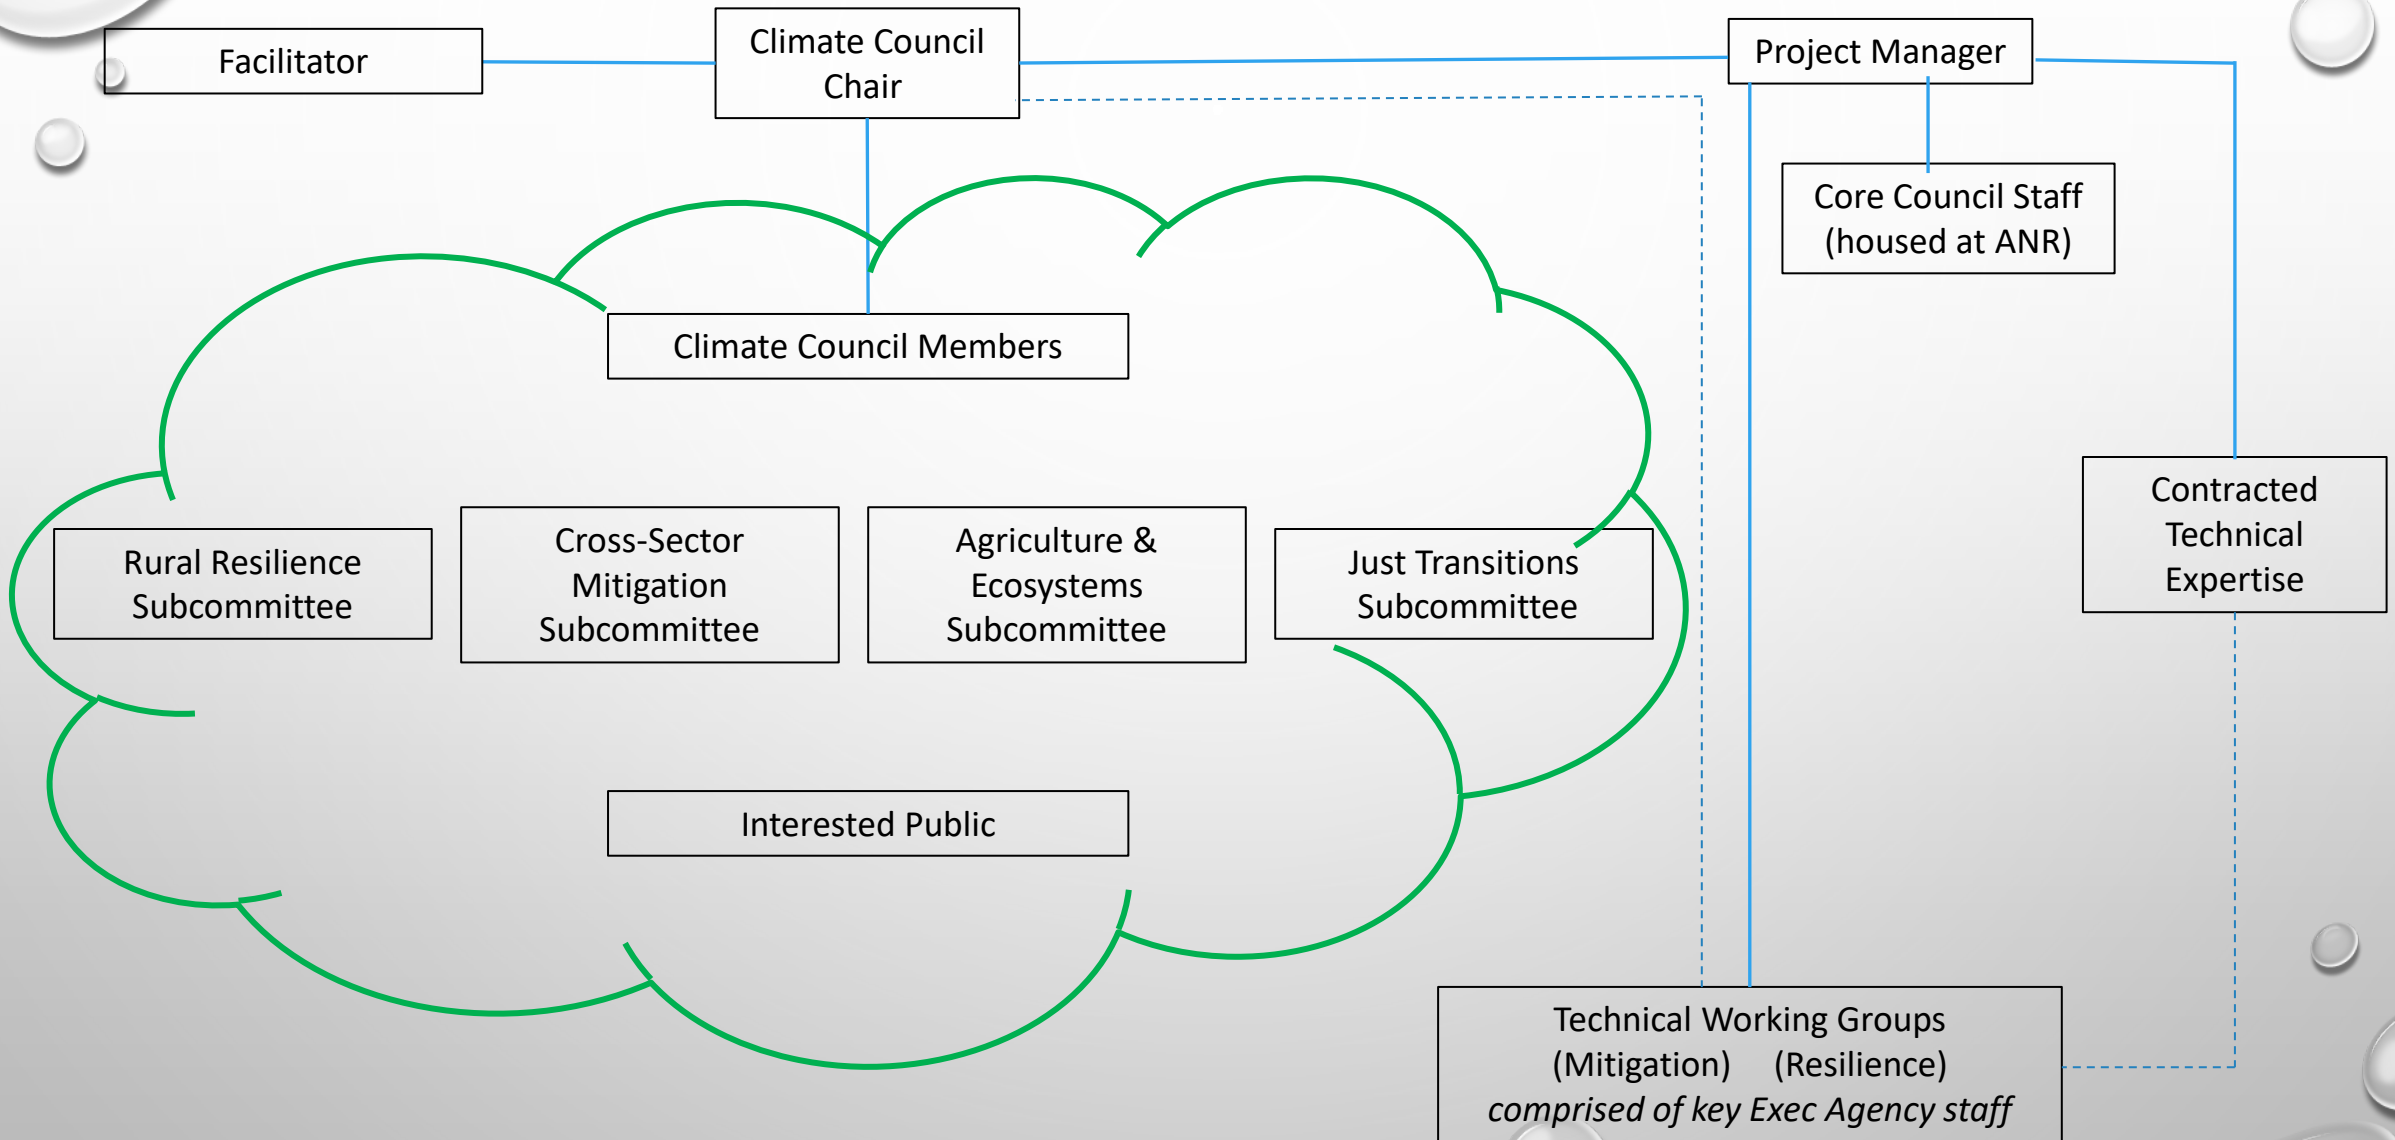 Facilitator
Climate Council
Chair
Project Manager
Core Council Staff
(housed at ANR)
Climate Council Members
Rural Resilience
Subcommittee
Cross-Sector
Mitigation
Subcommittee
Agriculture &
Ecosystems
Subcommittee
Just Transitions
Subcommittee
Contracted
Technical
Expertise
Interested Public
Technical Working Groups
(Mitigation) (Resilience)
comprised of key Exec Agency staff